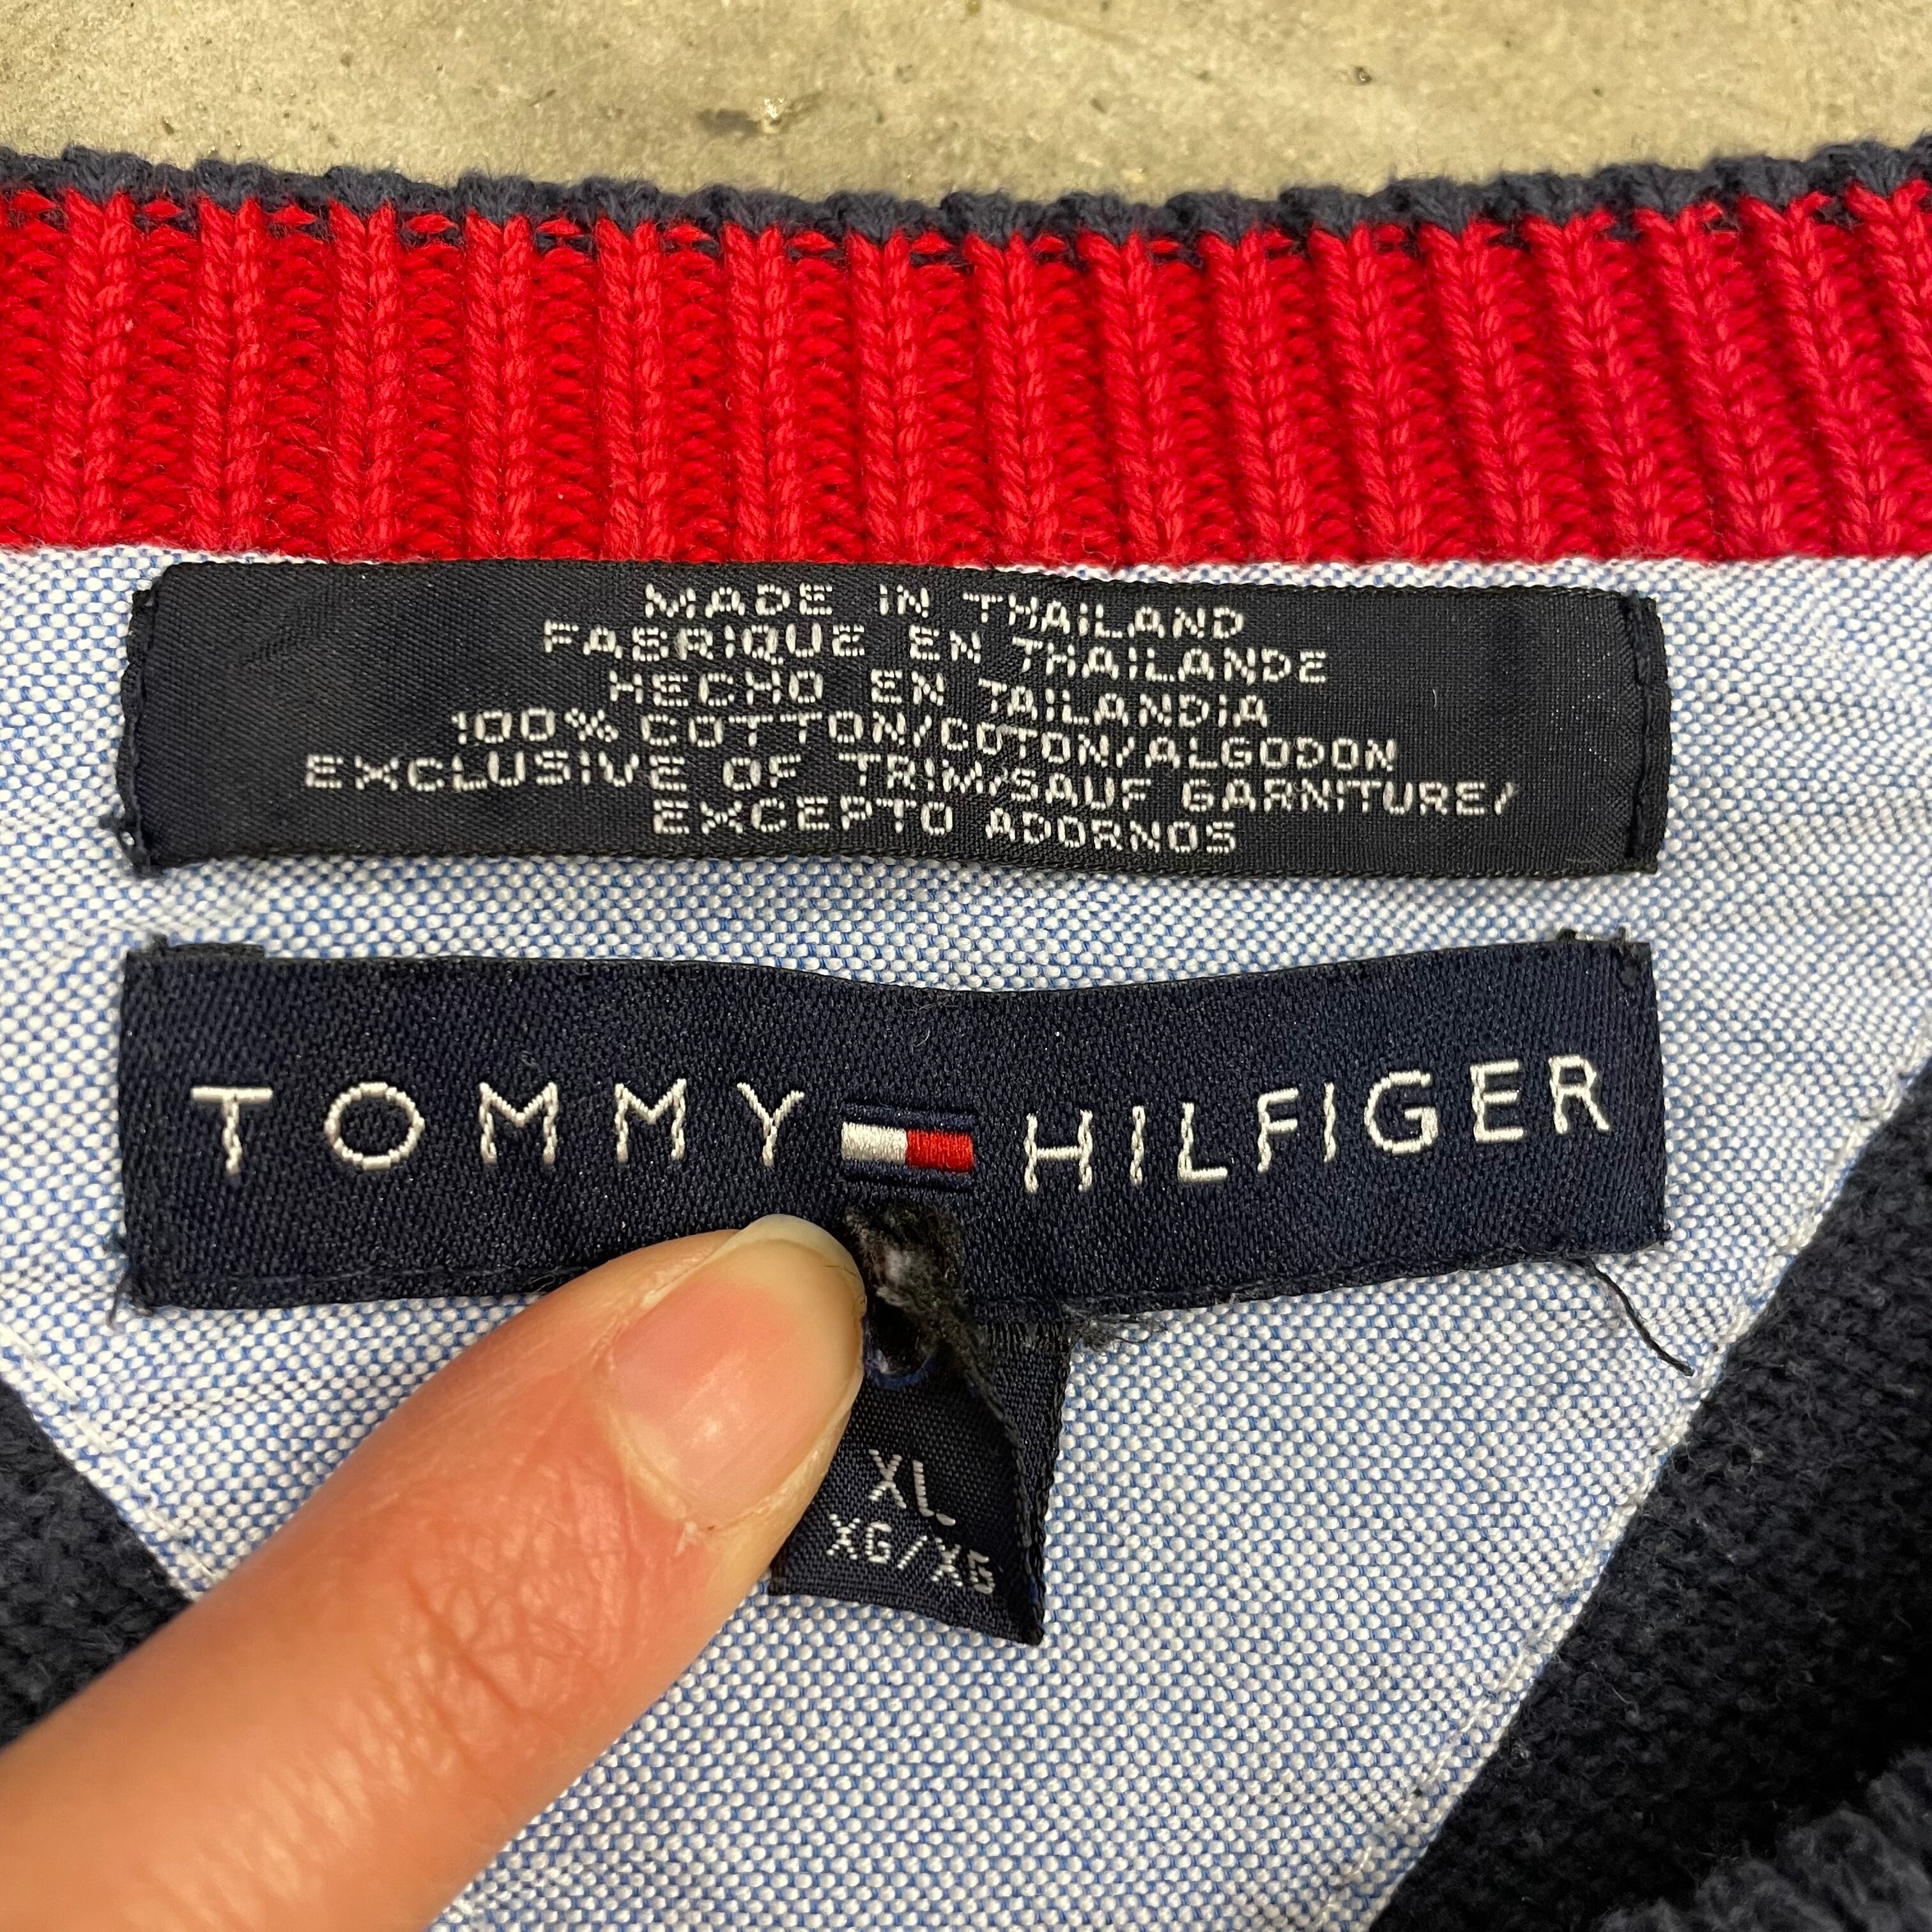 MADE IN THAILAND
FABRIQUE EN THAILANDE
HECHO EN TAILANDIA
100% COTTON/COTON/ALGODON
EXCLUSIVE OF TRIM/SAUF GARNITURE/
EXCEPTO ADORNOS
TOMMY HILFIGER
XL
XG/XG